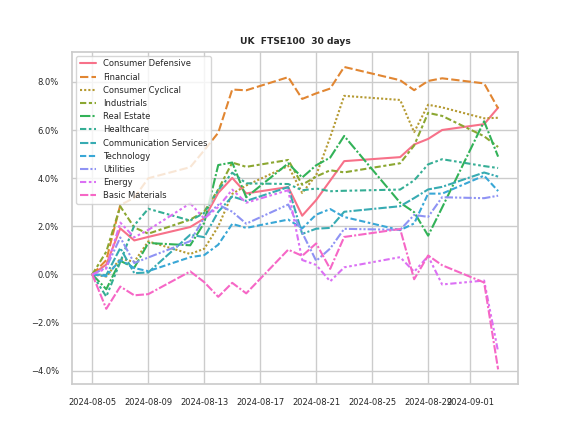 UK  FTSE100  30 days
Consumer Defensive
Financial
Consumer Cyclical
Industrials
Real Estate
Healthcare
Communication Services
Technology
Utilities
Energy
Basic Materials
8.0%
6.0%
4.0%
2.0%
0.0%
−2.0%
−4.0%
2024-08-05 2024-08-09 2024-08-13 2024-08-17 2024-08-21 2024-08-25 2024-08-29 2024-09-01